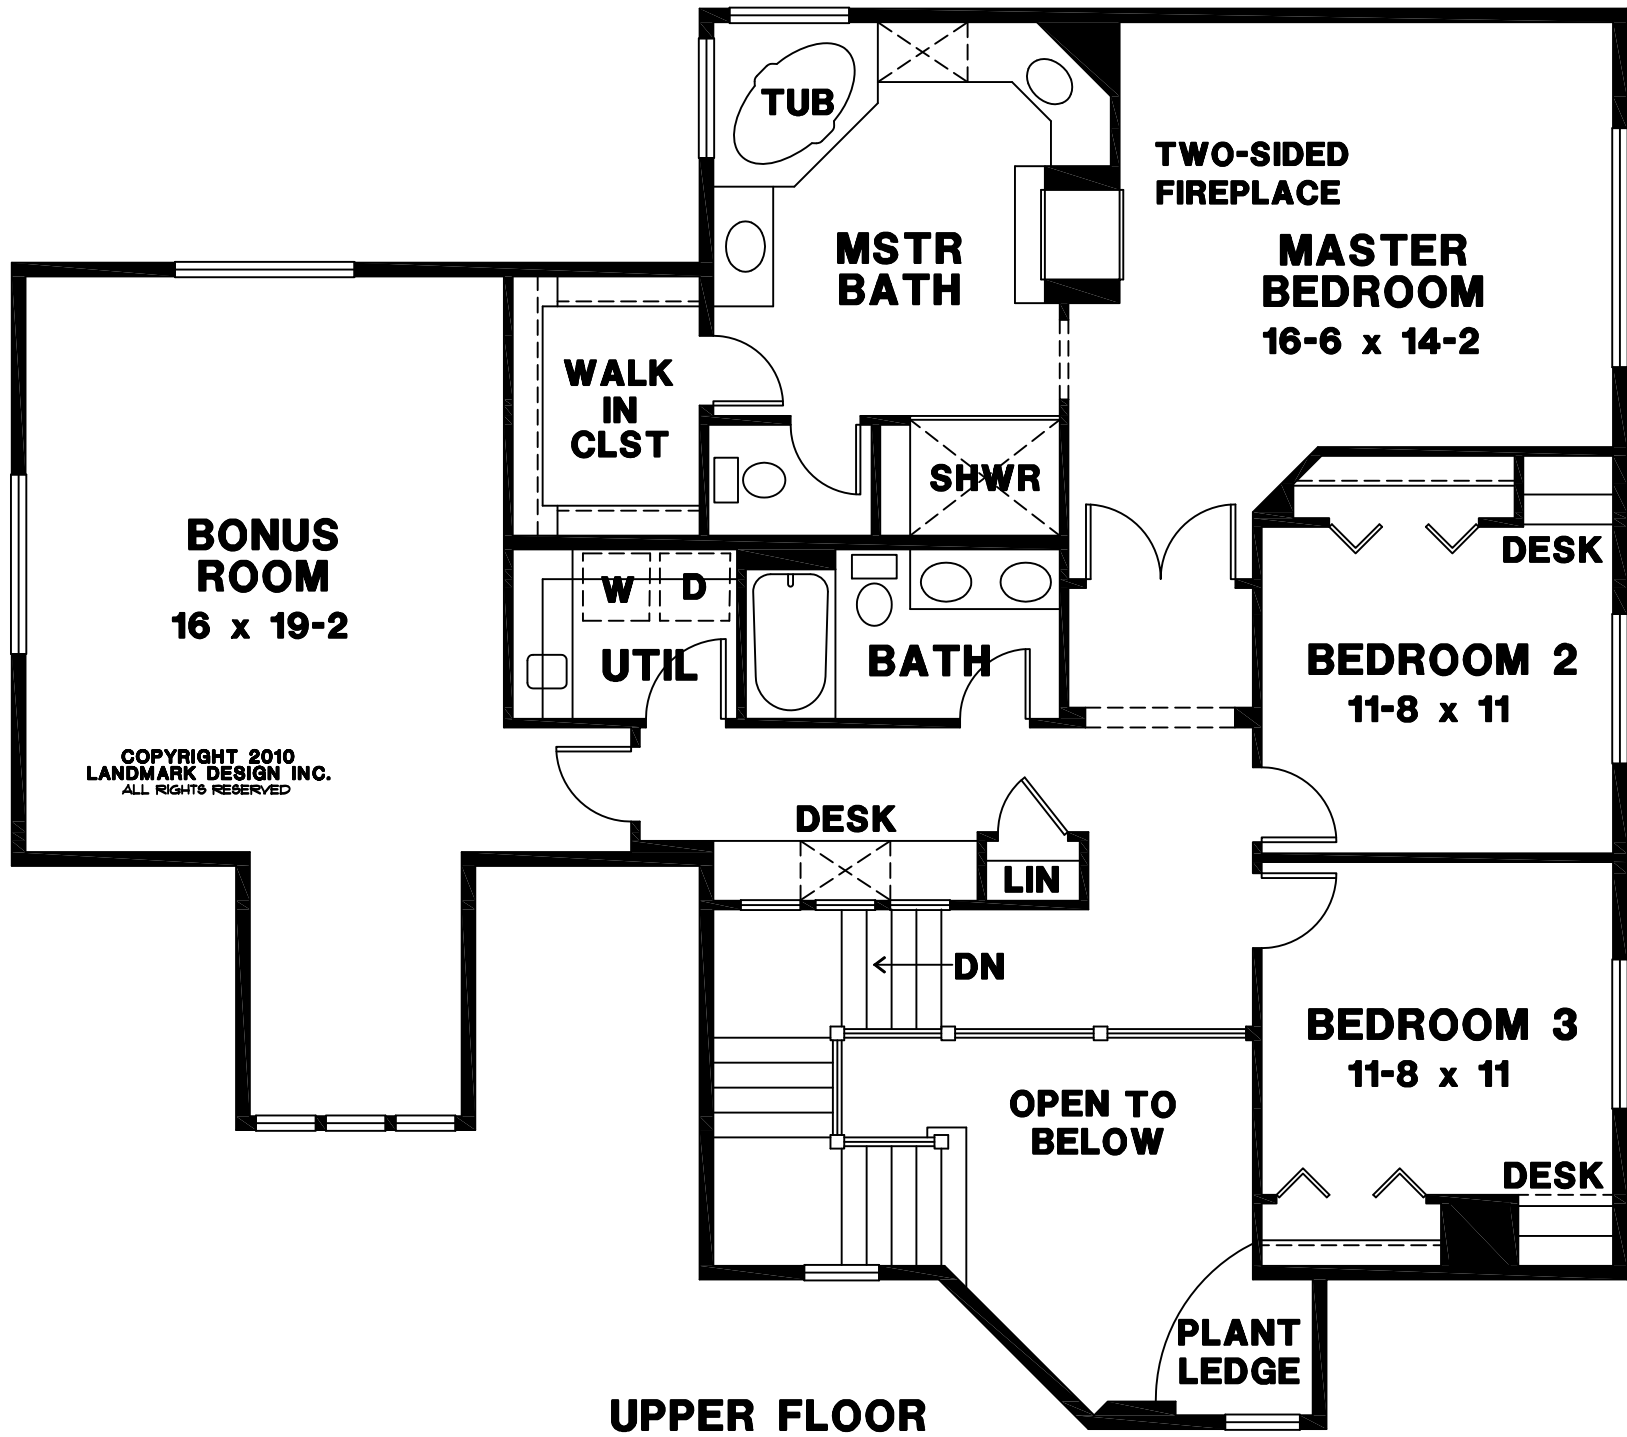 TUB
TWO-SIDED
FIREPLACE
MSTR
BATH
MASTER
BEDROOM
16-6 x 14-2
WALK
IN
CLST
SHWR
BONUS
ROOM
16 x 19-2
DESK
W
D
UTIL
BATH
BEDROOM 2
11-8 x 11
COPYRIGHT 2010
LANDMARK DESIGN INC.
ALL RIGHTS RESERVED
DESK
LIN
DN
BEDROOM 3
11-8 x 11
OPEN TO
BELOW
DESK
PLANT
LEDGE
UPPER FLOOR